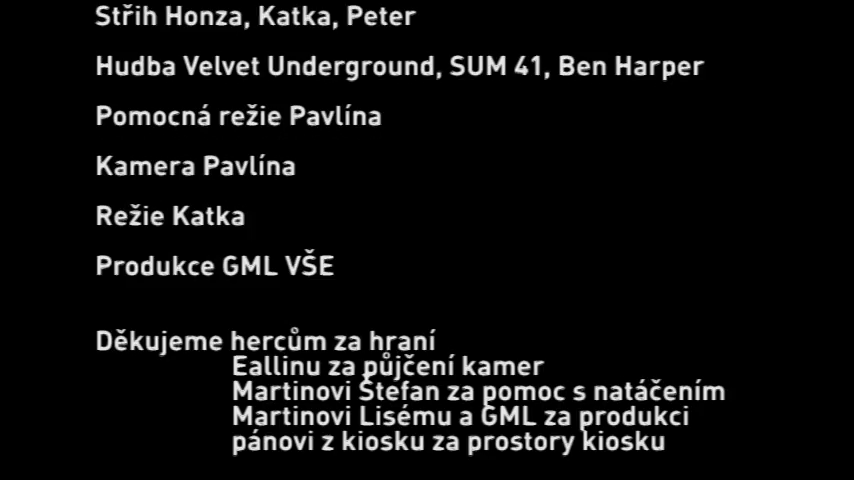 Střih Honza, Katka, Peter
Hudba Velvet Underground, SUM 41, Ben Harper
Pomocná režie Pavlína
Kamera Pavlína
Režie Katka
Produkce GML VŠE
Děkujeme hercům za hraní
Eallinu za půjčení kamer
Martinovi Štefan za pomoc s natáčením
Martinovi Lisému a GML za produkci
pánovi z kiosku za prostory kiosku